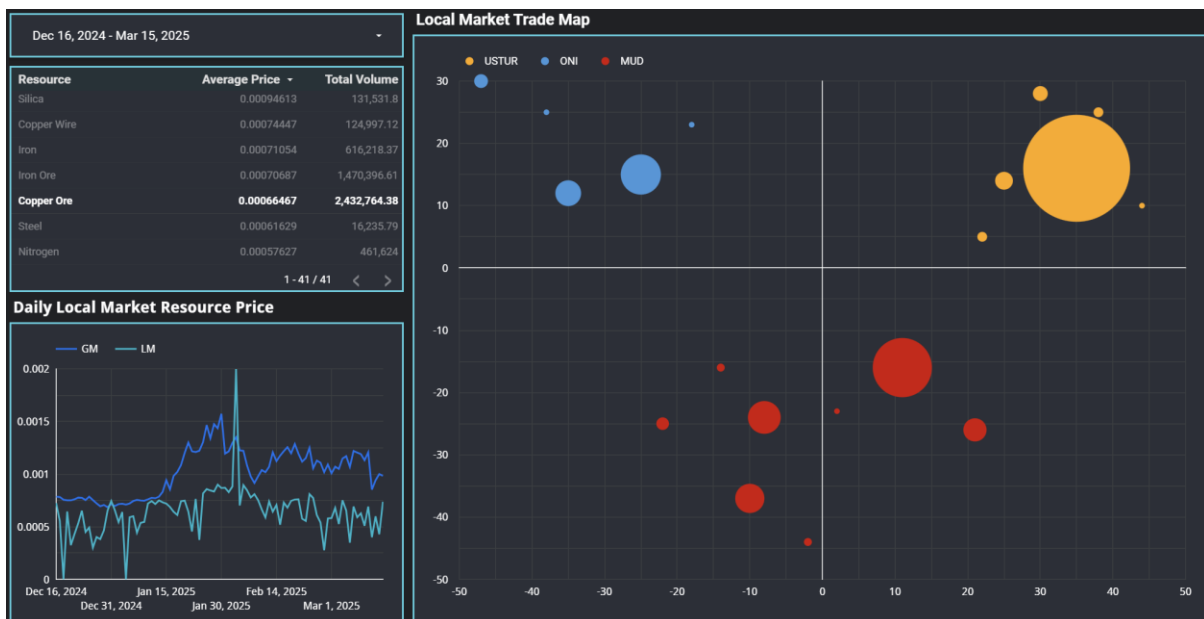 Dec 16, 2024 - Mar 15, 2025
Resource Average Price Total Volume
Silica 0.00094613 131,531.8
Copper Wire 0.00074447 124,997.12
Iron 0.00071054 616,218.37
Iron Ore 0.00070687 1,470,396.61
Copper Ore 0.00066467 2,432,764.38
Steel 0.00061629 16,235.79
Nitrogen 0.00057627 461,624
1 - 41 / 41
Daily Local Market Resource Price
GM LM
0.002
0.0015
0.001
0.0005
0
Dec 16, 2024 Jan 15, 2025 Feb 14, 2025
Dec 31, 2024 Jan 30, 2025 Mar 1, 2025
Local Market Trade Map
USTUR ONI MUD
30
20
10
0
-10
-20
-30
-40
-50
-50 -40 -30 -20 -10 0 10 20 30 40 50